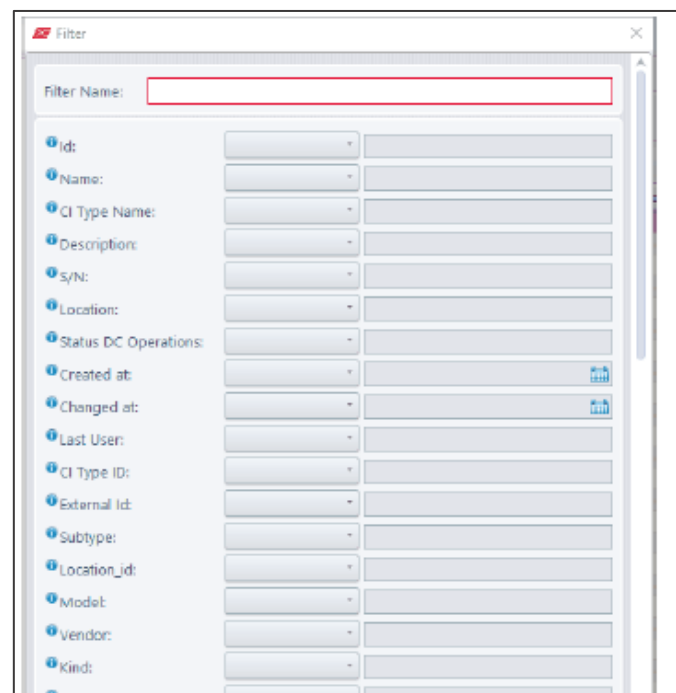 Filter
Filter Name:
Id:
Name:
CI Type Name:
Description:
S/N:
Location:
Status DC Operations:
Created at:
Changed at:
Last User:
CI Type ID:
External Id:
Subtype:
Location_id:
Model:
Vendor:
Kind: